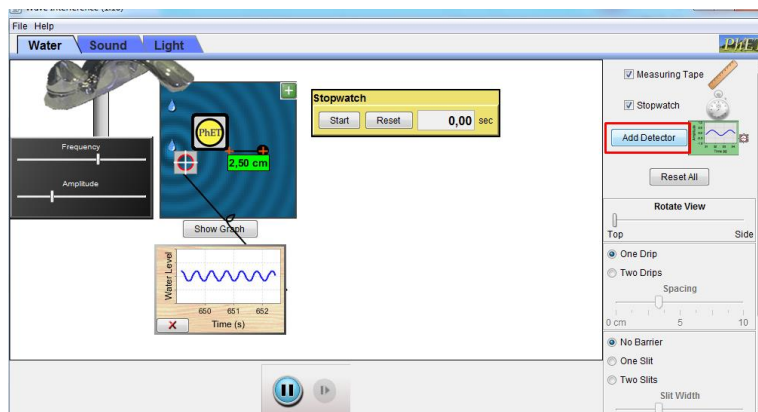 File Help
Water Sound Light
PhET
Measuring Tape
Stopwatch
Start Reset 0,00 sec
Stopwatch
Add Detector
Frequency
PhET
2,50 cm
Amplitude
Reset All
Rotate View
Top Side
Show Graph
One Drip
Two Drips
Spacing
0 cm 5 10
Water Level
650 651 652
Time (s)
No Barrier
One Slit
Two Slits
Slit Width